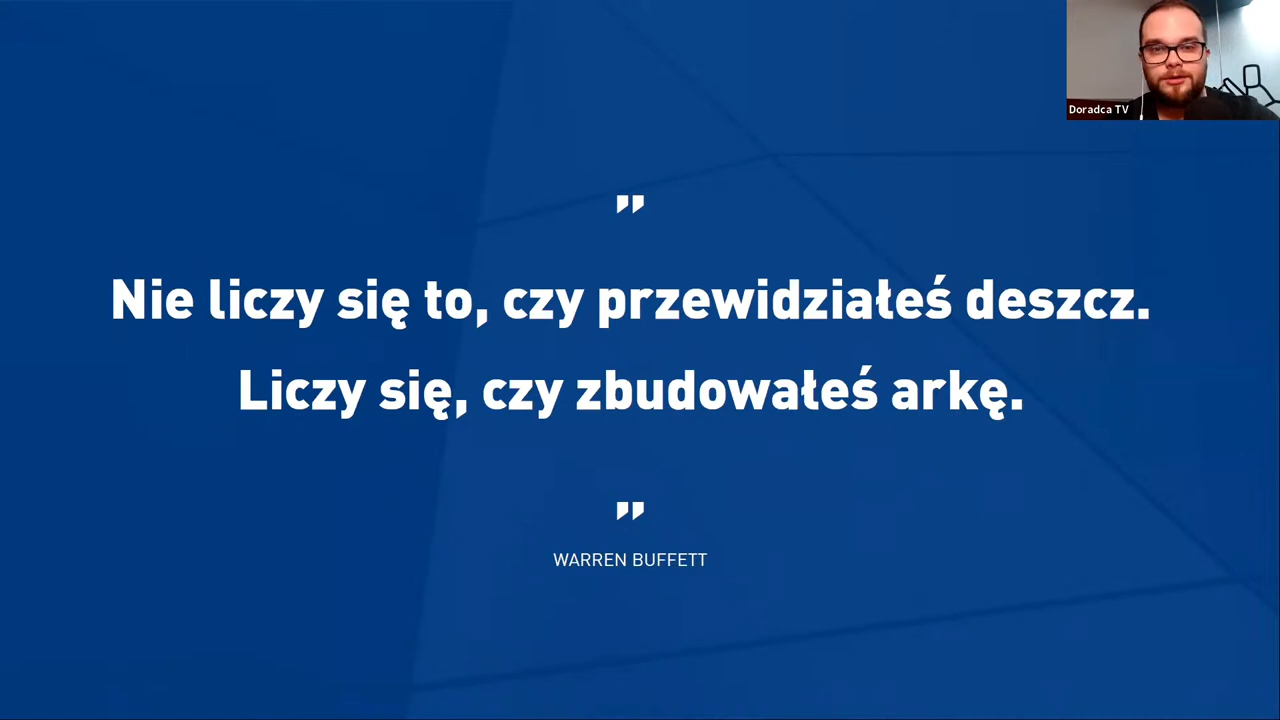 Doradca TV
”
Nie liczy się to, czy przewidziałeś deszcz.
Liczy się, czy zbudowałeś arkę.
”
WARREN BUFFETT